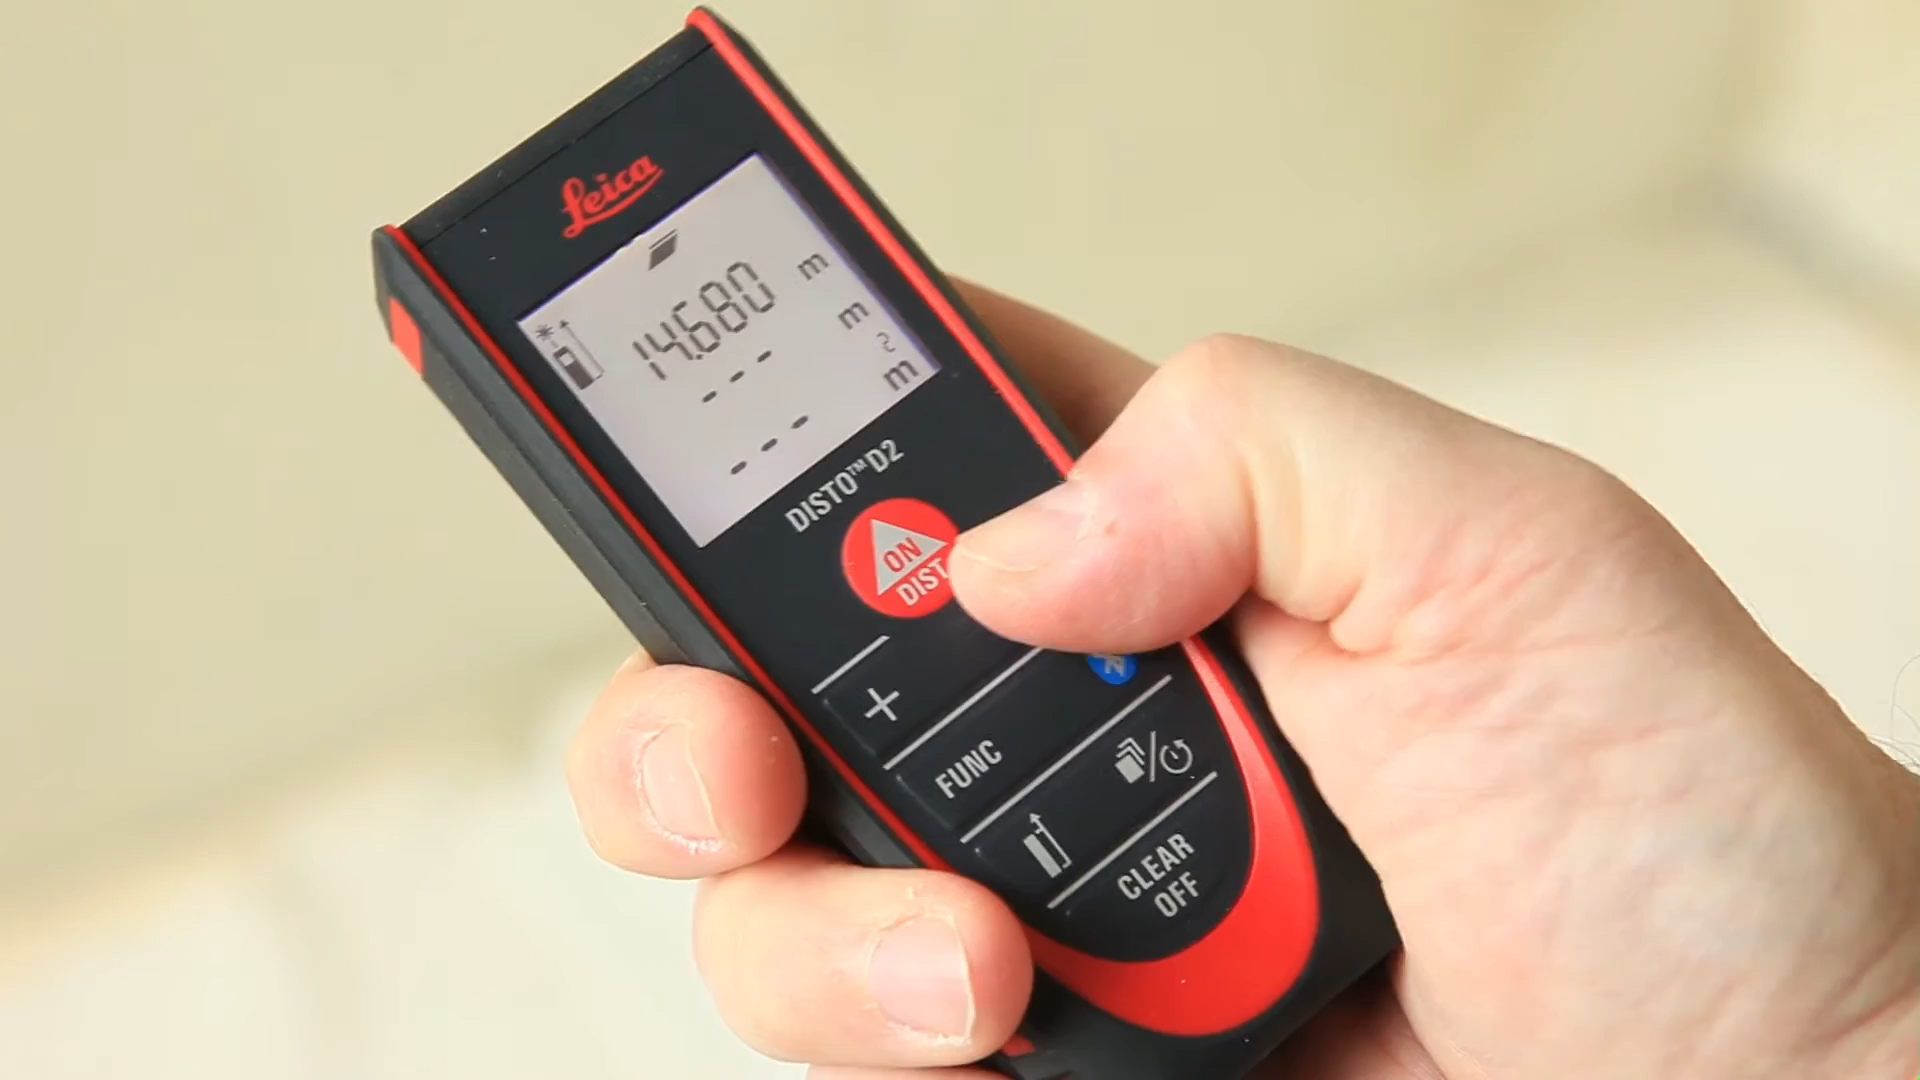 Leica
14.680 m
--- m
--- m2
DISTO™ D2
ON
DIST
+
FUNC
CLEAR
OFF